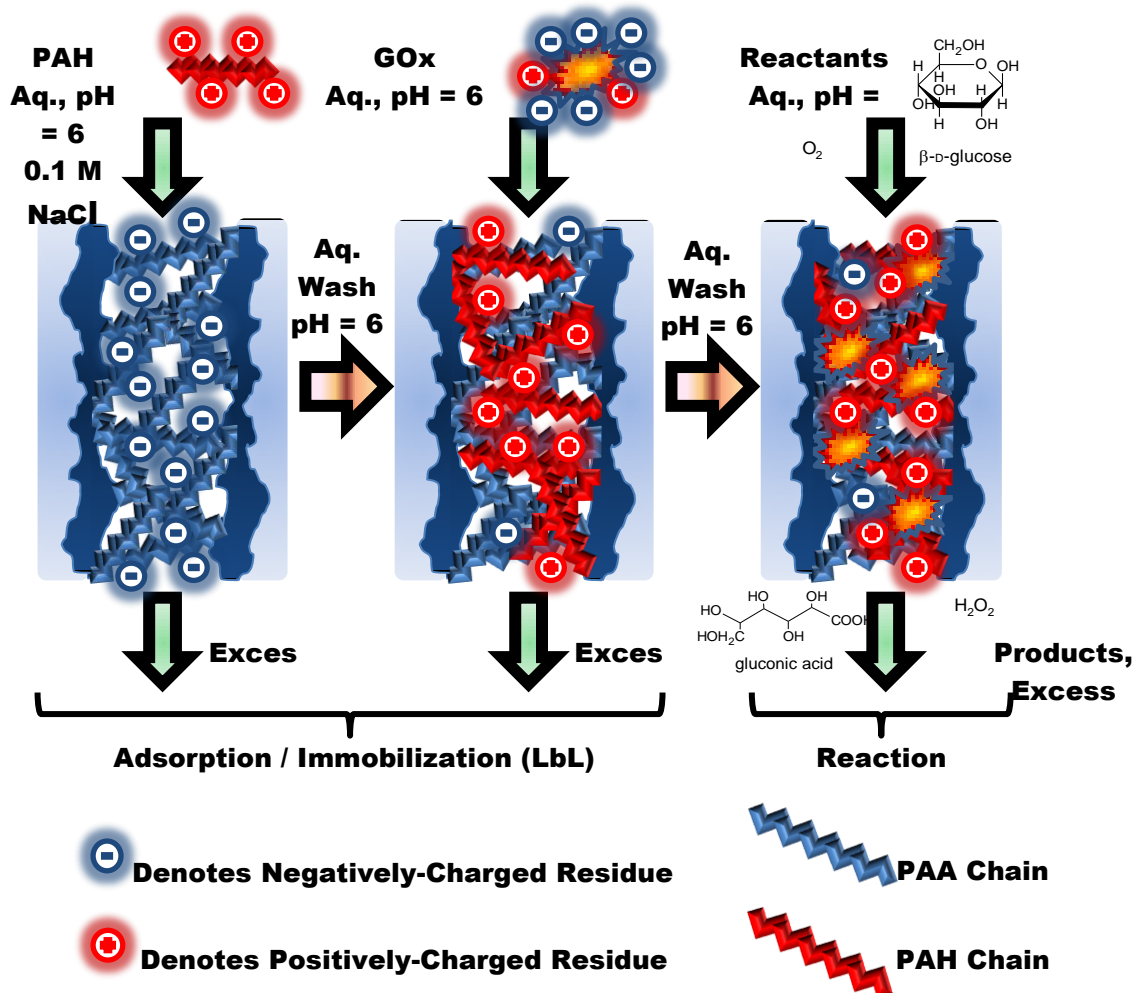 PAH
Aq., pH
= 6
0.1 M
NaCl
GOx
Aq., pH = 6
Reactants
Aq., pH =
O2
CH2OH
H
O
OH
H
OH
H
OH
H
H
OH
β-D-glucose
Aq.
Wash
pH = 6
Aq.
Wash
pH = 6
Exces
Exces
HO
OH
HO
COOH
HOH2C
OH
gluconic acid
H2O2
Products,
Excess
Adsorption / Immobilization (LbL)
Reaction
Denotes Negatively-Charged Residue
PAA Chain
Denotes Positively-Charged Residue
PAH Chain